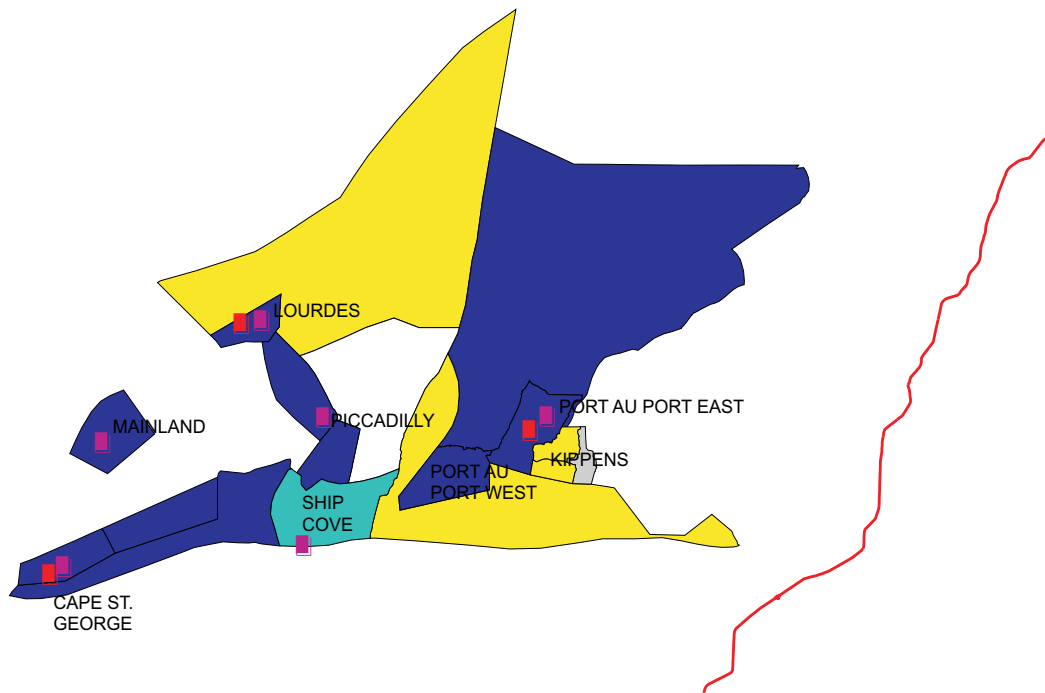 LOURDES
PORT AU PORT EAST
PICCADILLY
MAINLAND
KIPPENS
PORT AU
PORT WEST
SHIP
COVE
CAPE ST.
GEORGE